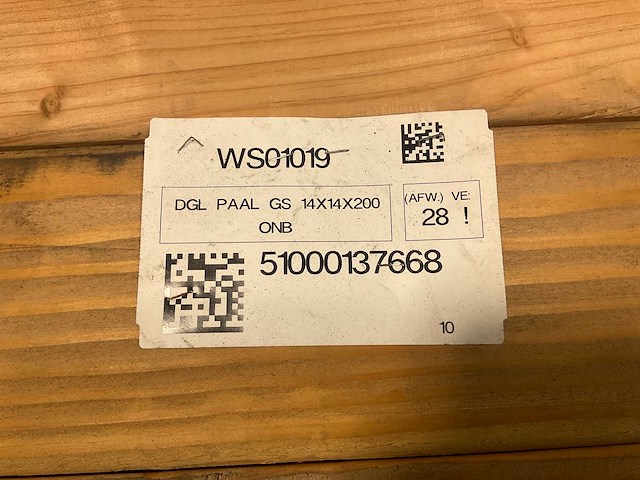 WS01019
DGL PAAL GS 14X14X200
ONB
(AFW.) VE:
28 !
51000137668
10